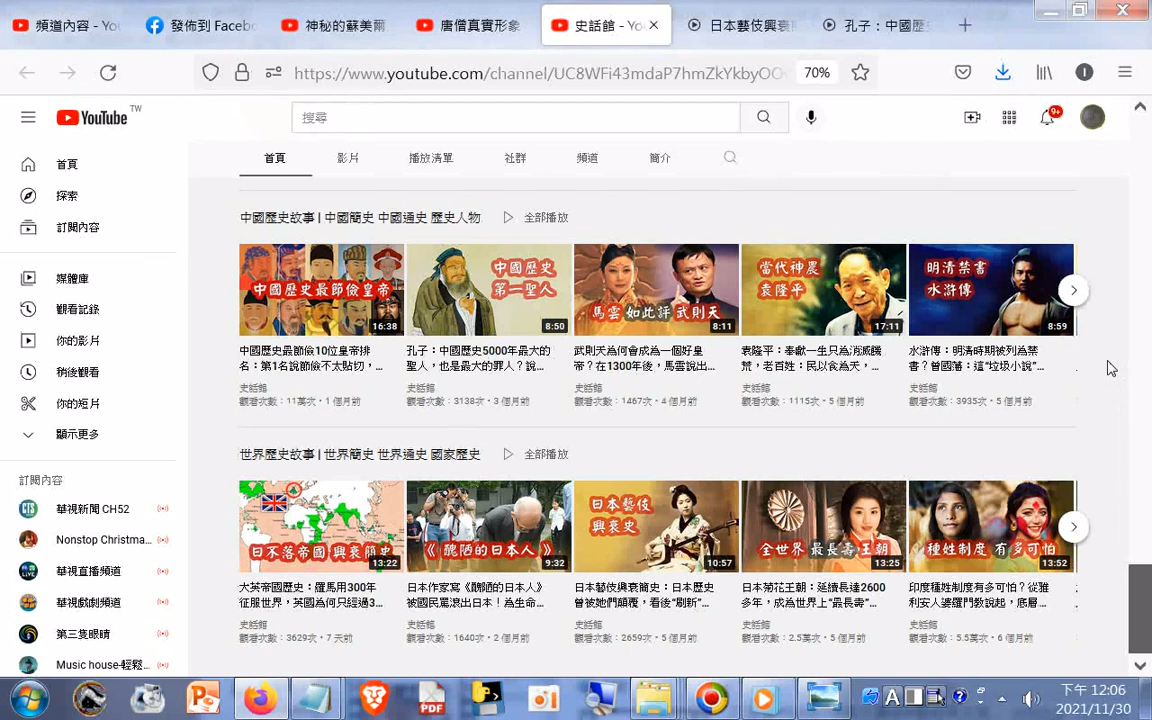 頻道內容 - Yo
發佈到 Faceb
神秘的蘇美爾
唐僧真實形象
史話館 - Yo
日本藝伎興衰
孔子：中國歷
https://www.youtube.com/channel/UC8WFi43mdaP7hmZkYkbyOO
70%
YouTube TW
搜尋
9+
首頁
影片
播放清單
社群
頻道
簡介
首頁
探索
訂閱內容
媒體庫
觀看記錄
你的影片
稍後觀看
你的短片
顯示更多
訂閱內容
華視新聞 CH52
Nonstop Christma...
華視直播頻道
華視戲劇頻道
第三隻眼睛
Music house-輕鬆...
中國歷史故事 | 中國簡史 中國通史 歷史人物
全部播放
中國歷史最節儉皇帝
16:38
中國歷史最節儉10位皇帝排
名：第1名說節儉不太貼切，...
史話館
觀看次數：11萬次・1 個月前
中國歷史
第一聖人
8:50
孔子：中國歷史5000年最大的
聖人，也是最大的罪人？說...
史話館
觀看次數：3138次・3 個月前
馬雲如此評武則天
8:11
武則天為何會成為一個好皇
帝？在1300年後，馬雲說出...
史話館
觀看次數：1467次・4 個月前
當代神農
袁隆平
17:11
袁隆平：奉獻一生只為消滅饑
荒，老百姓：民以食為天，...
史話館
觀看次數：1115次・5 個月前
明清禁書
水滸傳
8:59
水滸傳：明清時期被列為禁
書？曾國藩：這“垃圾小說”...
史話館
觀看次數：3935次・5 個月前
世界歷史故事 | 世界簡史 世界通史 國家歷史
全部播放
日不落帝國 興衰簡史
13:22
大英帝國歷史：羅馬用300年
征服世界，英國為何只經過3...
史話館
觀看次數：3629次・7 天前
《醜陋的日本人》
9:32
日本作家寫《醜陋的日本人》
被國民罵滾出日本！為生命...
史話館
觀看次數：1640次・2 個月前
日本藝伎
興衰史
10:57
日本藝伎興衰簡史：日本歷史
曾被她們顛覆，看後“刷新”...
史話館
觀看次數：2659次・5 個月前
全世界 最長壽王朝
13:25
日本菊花王朝：延續長達2600
多年，成為世界上“最長壽”...
史話館
觀看次數：2.5萬次・5 個月前
種姓制度 有多可怕
13:52
印度種姓制度有多可怕？從雅
利安人婆羅門教說起，底層...
史話館
觀看次數：5.5萬次・6 個月前
PDF
A
下午 12:06
2021/11/30